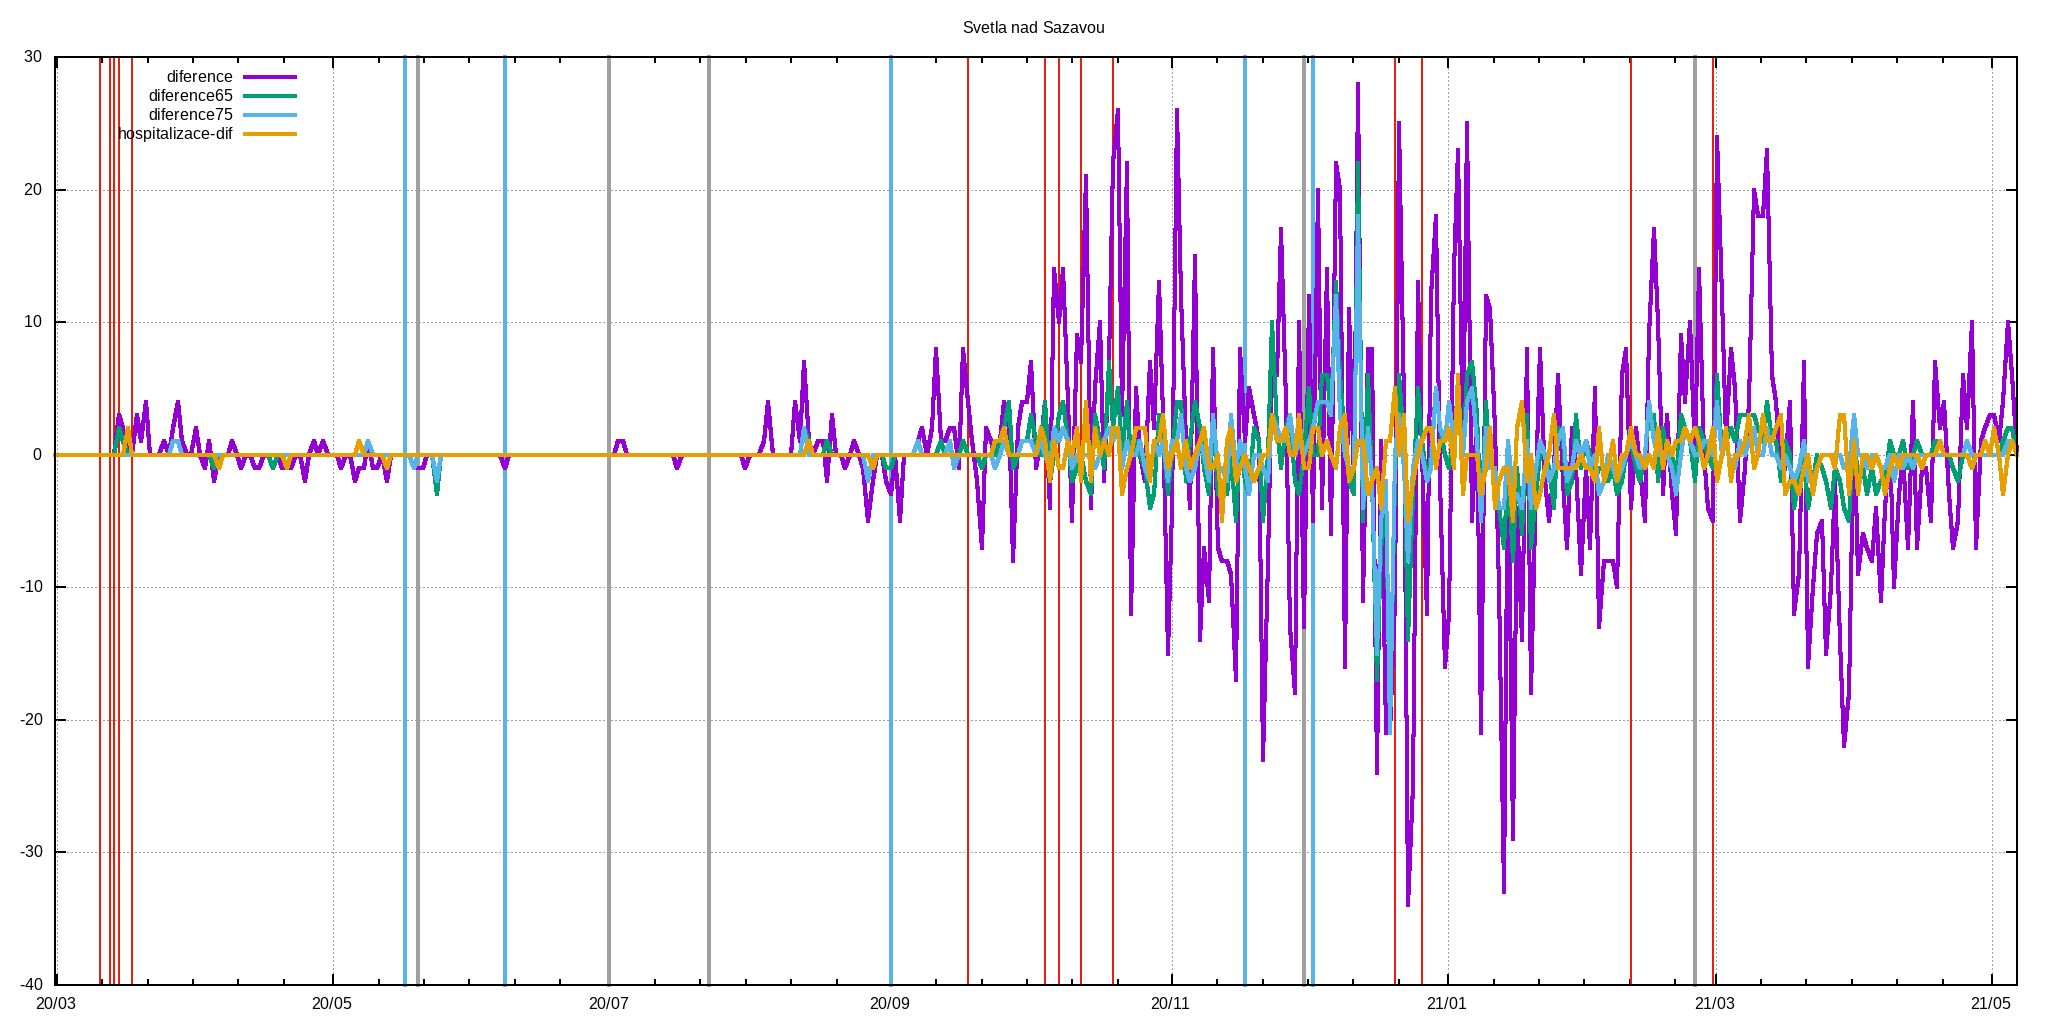 Svetla nad Sazavou
30
diference
diference65
diference75
hospitalizace-dif
20
10
0
-10
-20
-30
-40
20/03 20/05 20/07 20/09 20/11 21/01 21/03 21/05